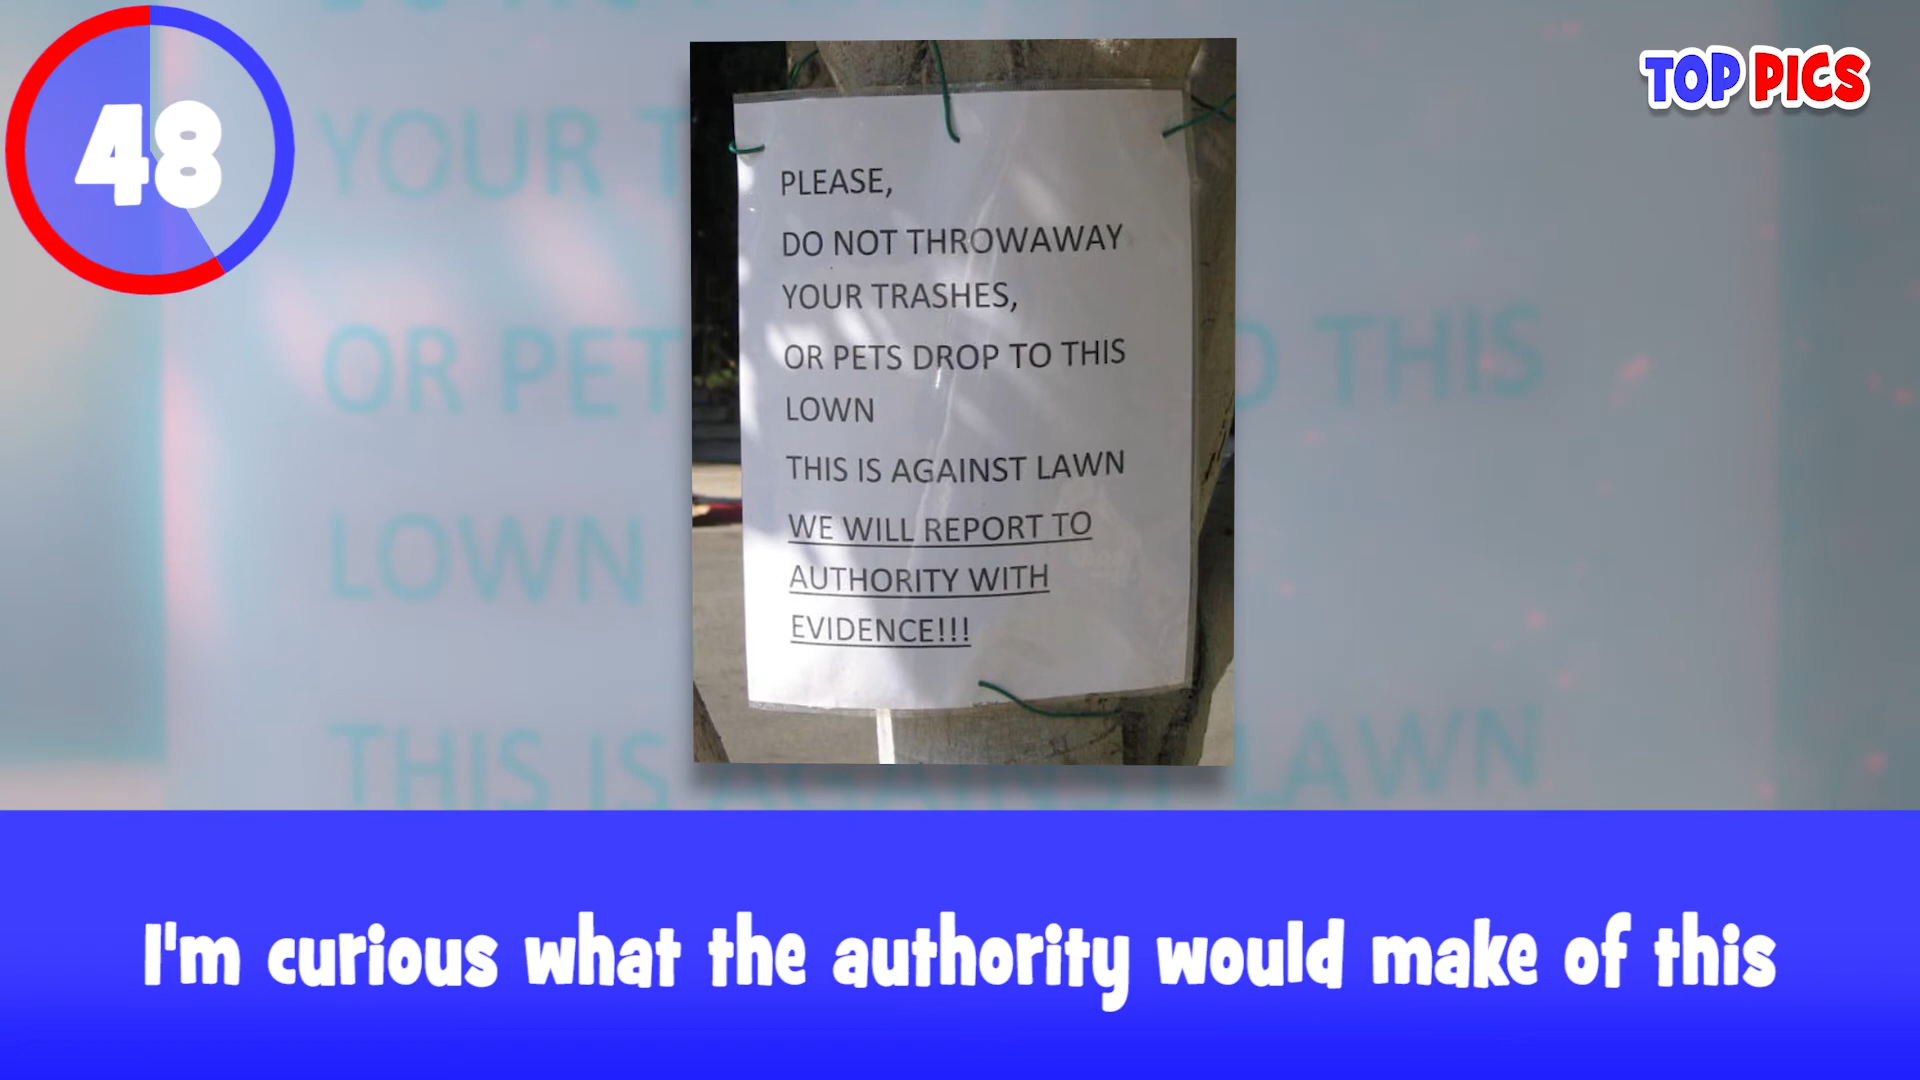 48
TOP PICS
PLEASE,
DO NOT THROWAWAY
YOUR TRASHES,
OR PETS DROP TO THIS
LOWN
THIS IS AGAINST LAWN
WE WILL REPORT TO
AUTHORITY WITH
EVIDENCE!!!
I'm curious what the authority would make of this